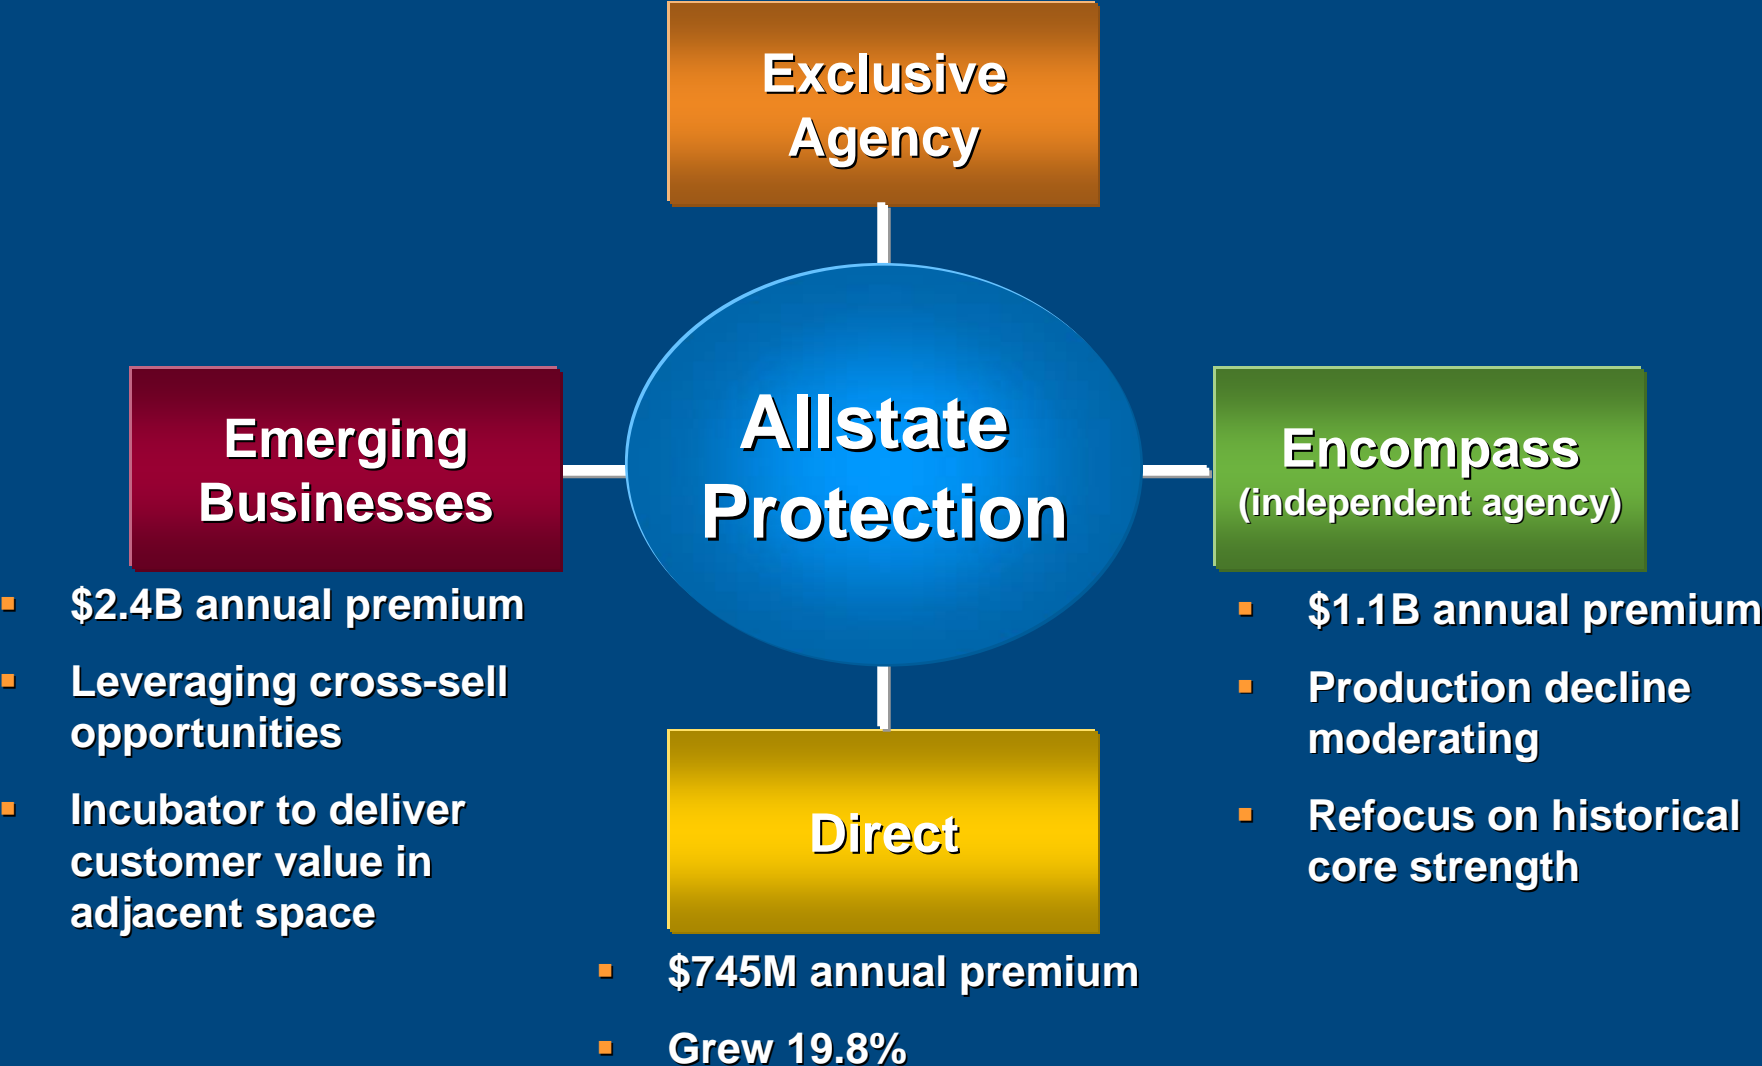 Exclusive
Agency
Allstate
Protection
Emerging
Businesses
▪ $2.4B annual premium
▪ Leveraging cross-sell
opportunities
▪ Incubator to deliver
customer value in
adjacent space
Encompass
(independent agency)
▪ $1.1B annual premium
▪ Production decline
moderating
▪ Refocus on historical
core strength
Direct
▪ $745M annual premium
▪ Grew 19.8%